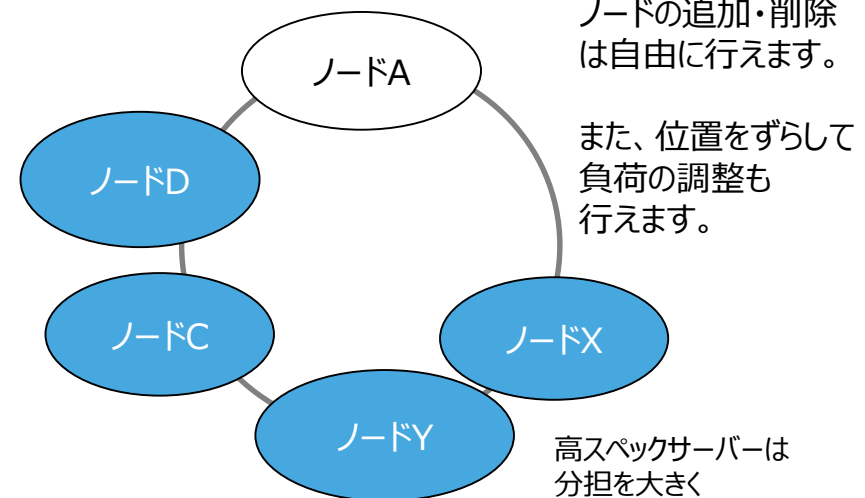 ノードの追加・削除
は自由に行えます。
また、位置をずらして
負荷の調整も
行えます。
ノードA
ノードD
ノードC
ノードX
ノードY
高スペックサーバーは
分担を大きく